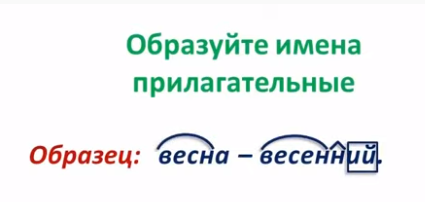 Образуйте имена
прилагательные
Образец: весна – весенний.